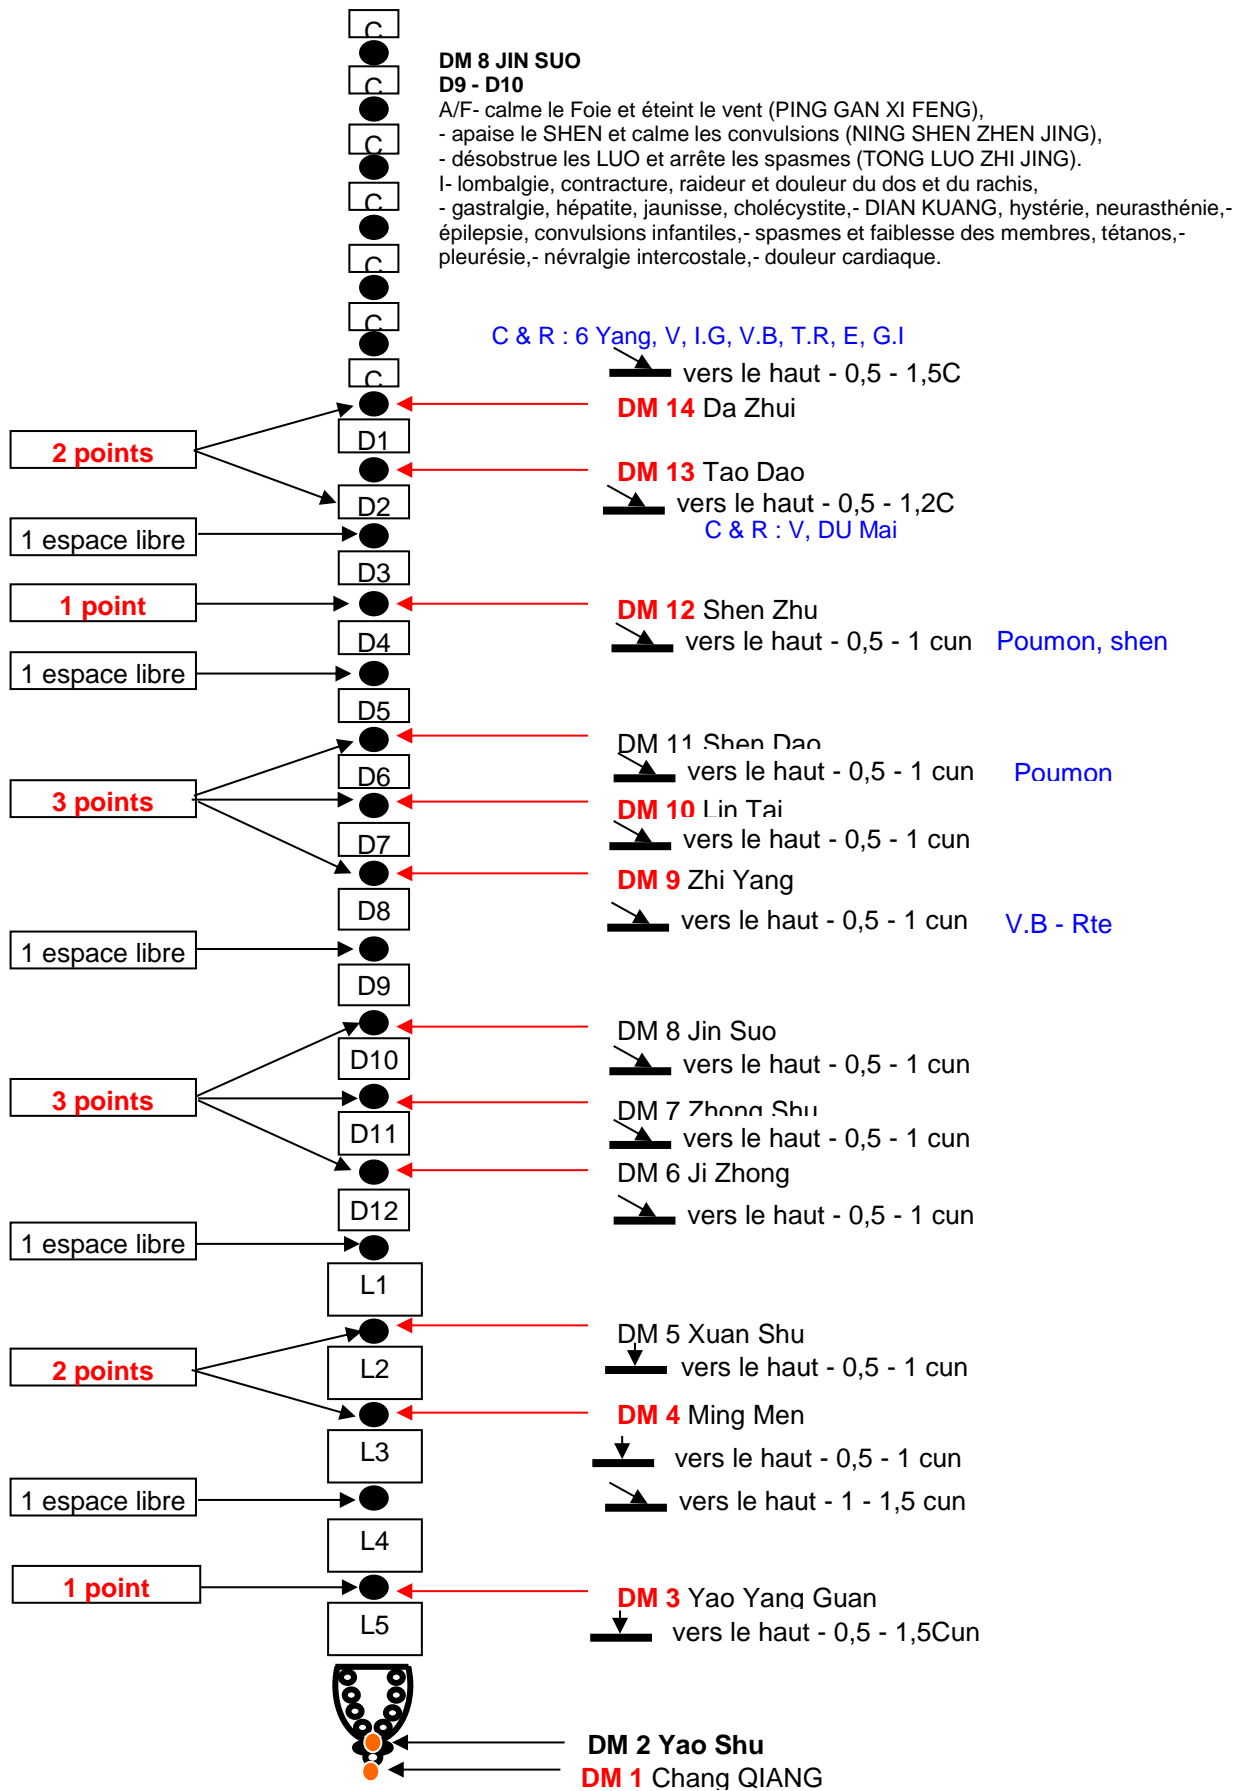 C
DM 8 JIN SUO
C
D9 - D10
A/F- calme le Foie et éteint le vent (PING GAN XI FENG),
C
- apaise le SHEN et calme les convulsions (NING SHEN ZHEN JING),
- désobstrue les LUO et arrête les spasmes (TONG LUO ZHI JING).
I- lombalgie, contracture, raideur et douleur du dos et du rachis,
C
- gastralgie, hépatite, jaunisse, cholécystite,- DIAN KUANG, hystérie, neurasthénie,-
épilepsie, convulsions infantiles,- spasmes et faiblesse des membres, tétanos,-
pleurésie,- névralgie intercostale,- douleur cardiaque.
C
C
C & R : 6 Yang, V, I.G, V.B, T.R, E, G.I
C
vers le haut - 0,5 - 1,5C
DM 14 Da Zhui
D1
2 points
DM 13 Tao Dao
D2
vers le haut - 0,5 - 1,2C
C & R : V, DU Mai
1 espace libre
D3
1 point
DM 12 Shen Zhu
D4
vers le haut - 0,5 - 1 cun
Poumon, shen
1 espace libre
D5
DM 11 Shen Dao
D6
vers le haut - 0,5 - 1 cun
Poumon
3 points
DM 10 Lin Tai
D7
vers le haut - 0,5 - 1 cun
DM 9 Zhi Yang
D8
vers le haut - 0,5 - 1 cun
V.B - Rte
1 espace libre
D9
DM 8 Jin Suo
D10
vers le haut - 0,5 - 1 cun
3 points
DM 7 Zhong Shu
D11
vers le haut - 0,5 - 1 cun
DM 6 Ji Zhong
D12
vers le haut - 0,5 - 1 cun
1 espace libre
L1
DM 5 Xuan Shu
2 points
L2
vers le haut - 0,5 - 1 cun
DM 4 Ming Men
L3
vers le haut - 0,5 - 1 cun
1 espace libre
vers le haut - 1 - 1,5 cun
L4
1 point
DM 3 Yao Yang Guan
L5
vers le haut - 0,5 - 1,5Cun
DM 2 Yao Shu
DM 1 Chang QIANG